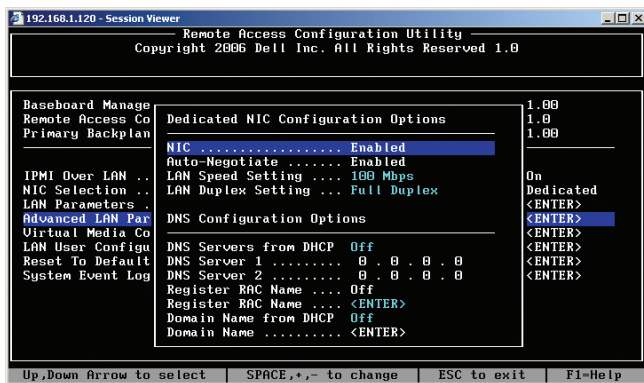 192.168.1.120 - Session Viewer
Remote Access Configuration Utility
Copyright 2006 Dell Inc. All Rights Reserved 1.0
Baseboard Manage 1.00
Remote Access Co 1.0
Primary Backplan 1.00
IPMI Over LAN .. On
NIC Selection .. Dedicated
LAN Parameters . <ENTER>
Advanced LAN Par <ENTER>
Virtual Media Co <ENTER>
LAN User Configu <ENTER>
Reset To Default <ENTER>
System Event Log <ENTER>
Dedicated NIC Configuration Options
NIC .................. Enabled
Auto-Negotiate ....... Enabled
LAN Speed Setting .... 100 Mbps
LAN Duplex Setting ... Full Duplex
DNS Configuration Options
DNS Servers from DHCP Off
DNS Server 1 ......... 0 . 0 . 0 . 0
DNS Server 2 ......... 0 . 0 . 0 . 0
Register RAC Name .... Off
Register RAC Name .... <ENTER>
Domain Name from DHCP Off
Domain Name .......... <ENTER>
Up,Down Arrow to select SPACE,+,- to change ESC to exit F1=Help